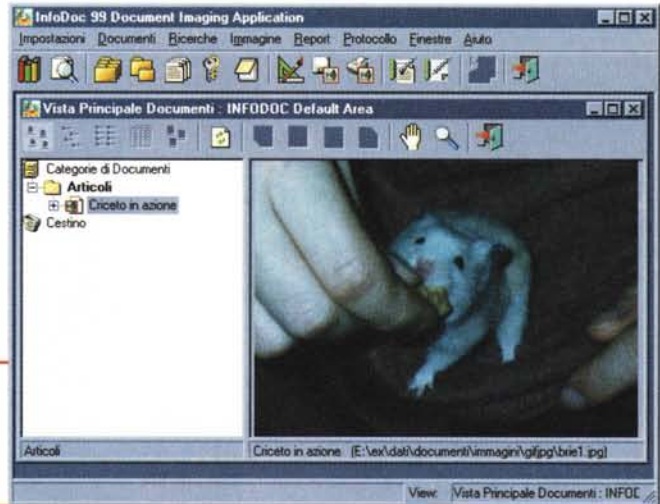 InfoDoc 99 Document Imaging Application
Impostazioni Documenti Ricerche Immagine Report Protocollo Finestre Aiuto
Vista Principale Documenti : INFODOC Default Area
Categorie di Documenti
Articoli
Criceto in azione
Cestino
Articoli
Criceto in azione (E:\ex\dati\documenti\immagini\gifjpg\brie1.jpg)
View: Vista Principale Documenti : INFOD